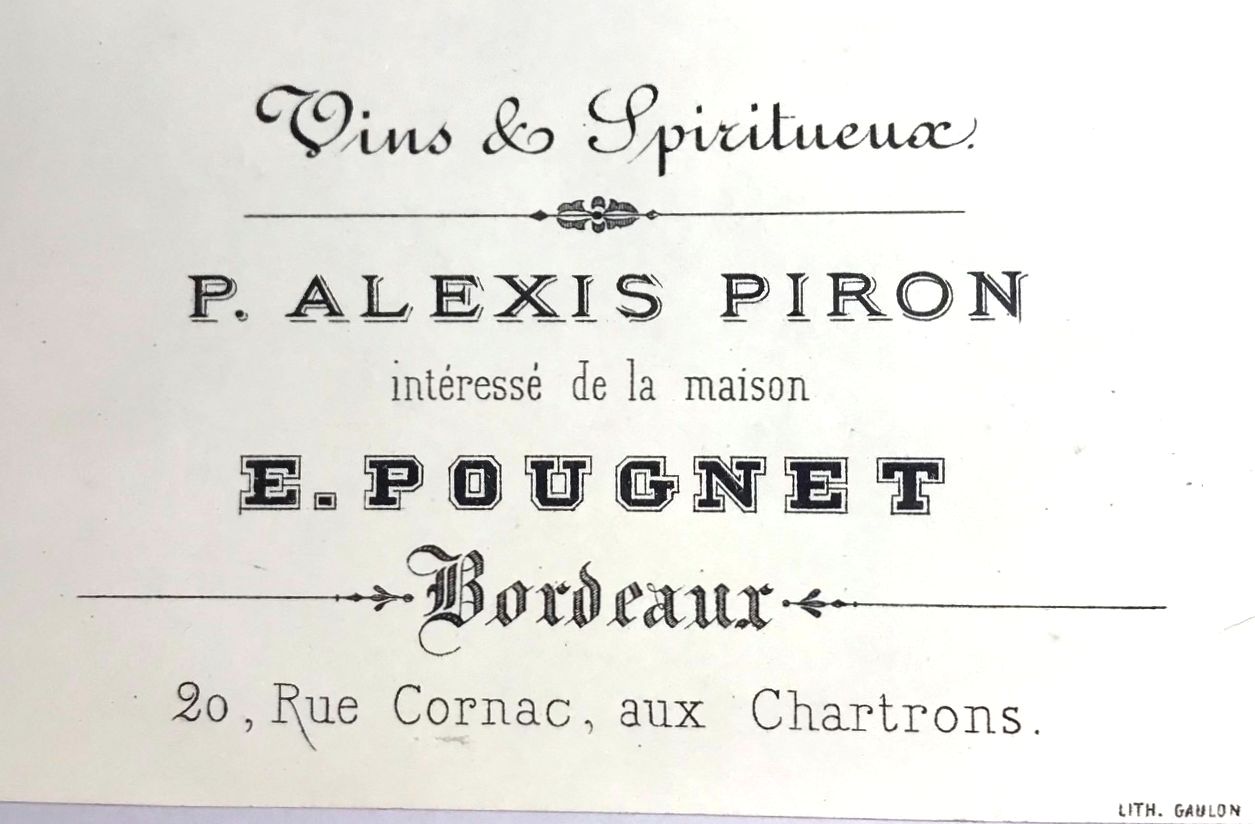 Vins & Spiritueux.
P. ALEXIS PIRON
intéressé de la maison
E. POUGNET
Bordeaux
20, Rue Cornac, aux Chartrons.
LITH. GAULON